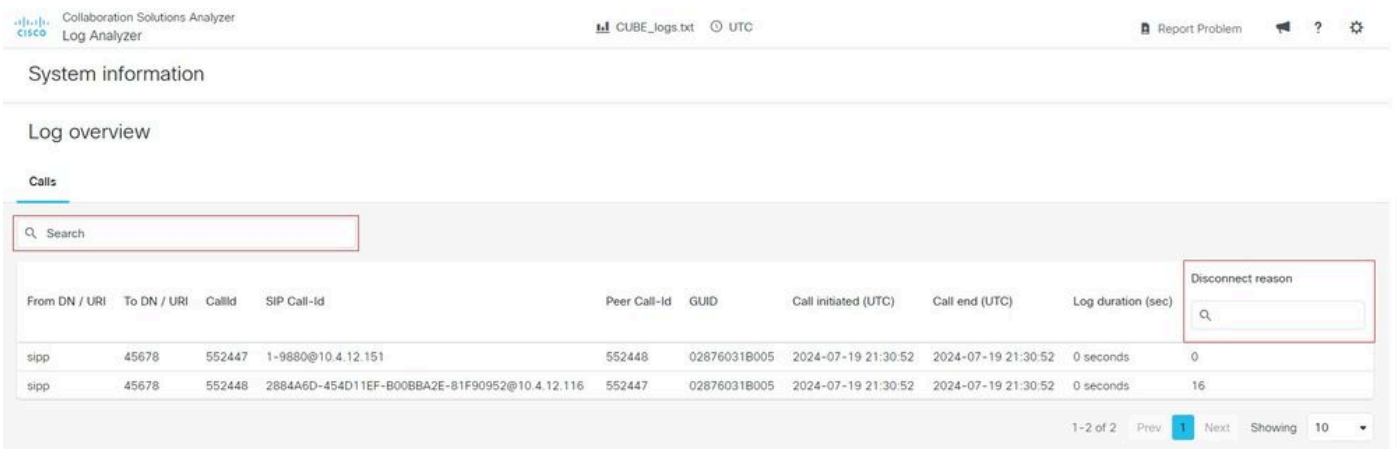 Collaboration Solutions Analyzer
cisco Log Analyzer
CUBE_logs.txt UTC
Report Problem ?
System information
Log overview
Calls
Search
Disconnect reason
From DN / URI To DN / URI CallId SIP Call-Id Peer Call-Id GUID Call initiated (UTC) Call end (UTC) Log duration (sec)
sipp 45678 552447 1-9880@10.4.12.151 552448 02876031B005 2024-07-19 21:30:52 2024-07-19 21:30:52 0 seconds 0
sipp 45678 552448 2884A6D-454D11EF-B00BBA2E-81F90952@10.4.12.116 552447 02876031B005 2024-07-19 21:30:52 2024-07-19 21:30:52 0 seconds 16
1-2 of 2 Prev 1 Next Showing 10